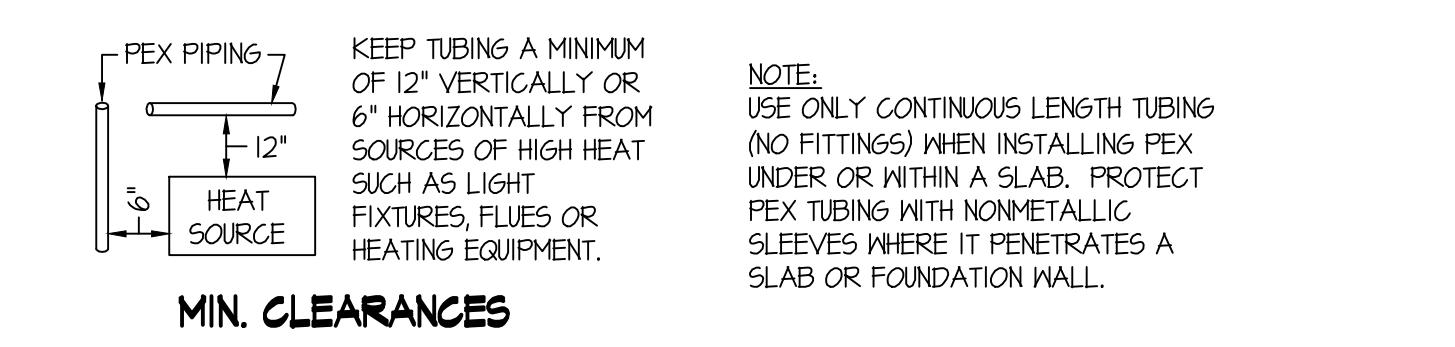 PEX PIPING
12"
6"
HEAT
SOURCE
KEEP TUBING A MINIMUM
OF 12" VERTICALLY OR
6" HORIZONTALLY FROM
SOURCES OF HIGH HEAT
SUCH AS LIGHT
FIXTURES, FLUES OR
HEATING EQUIPMENT.
MIN. CLEARANCES
NOTE:
USE ONLY CONTINUOUS LENGTH TUBING
(NO FITTINGS) WHEN INSTALLING PEX
UNDER OR WITHIN A SLAB.  PROTECT
PEX TUBING WITH NONMETALLIC
SLEEVES WHERE IT PENETRATES A
SLAB OR FOUNDATION WALL.